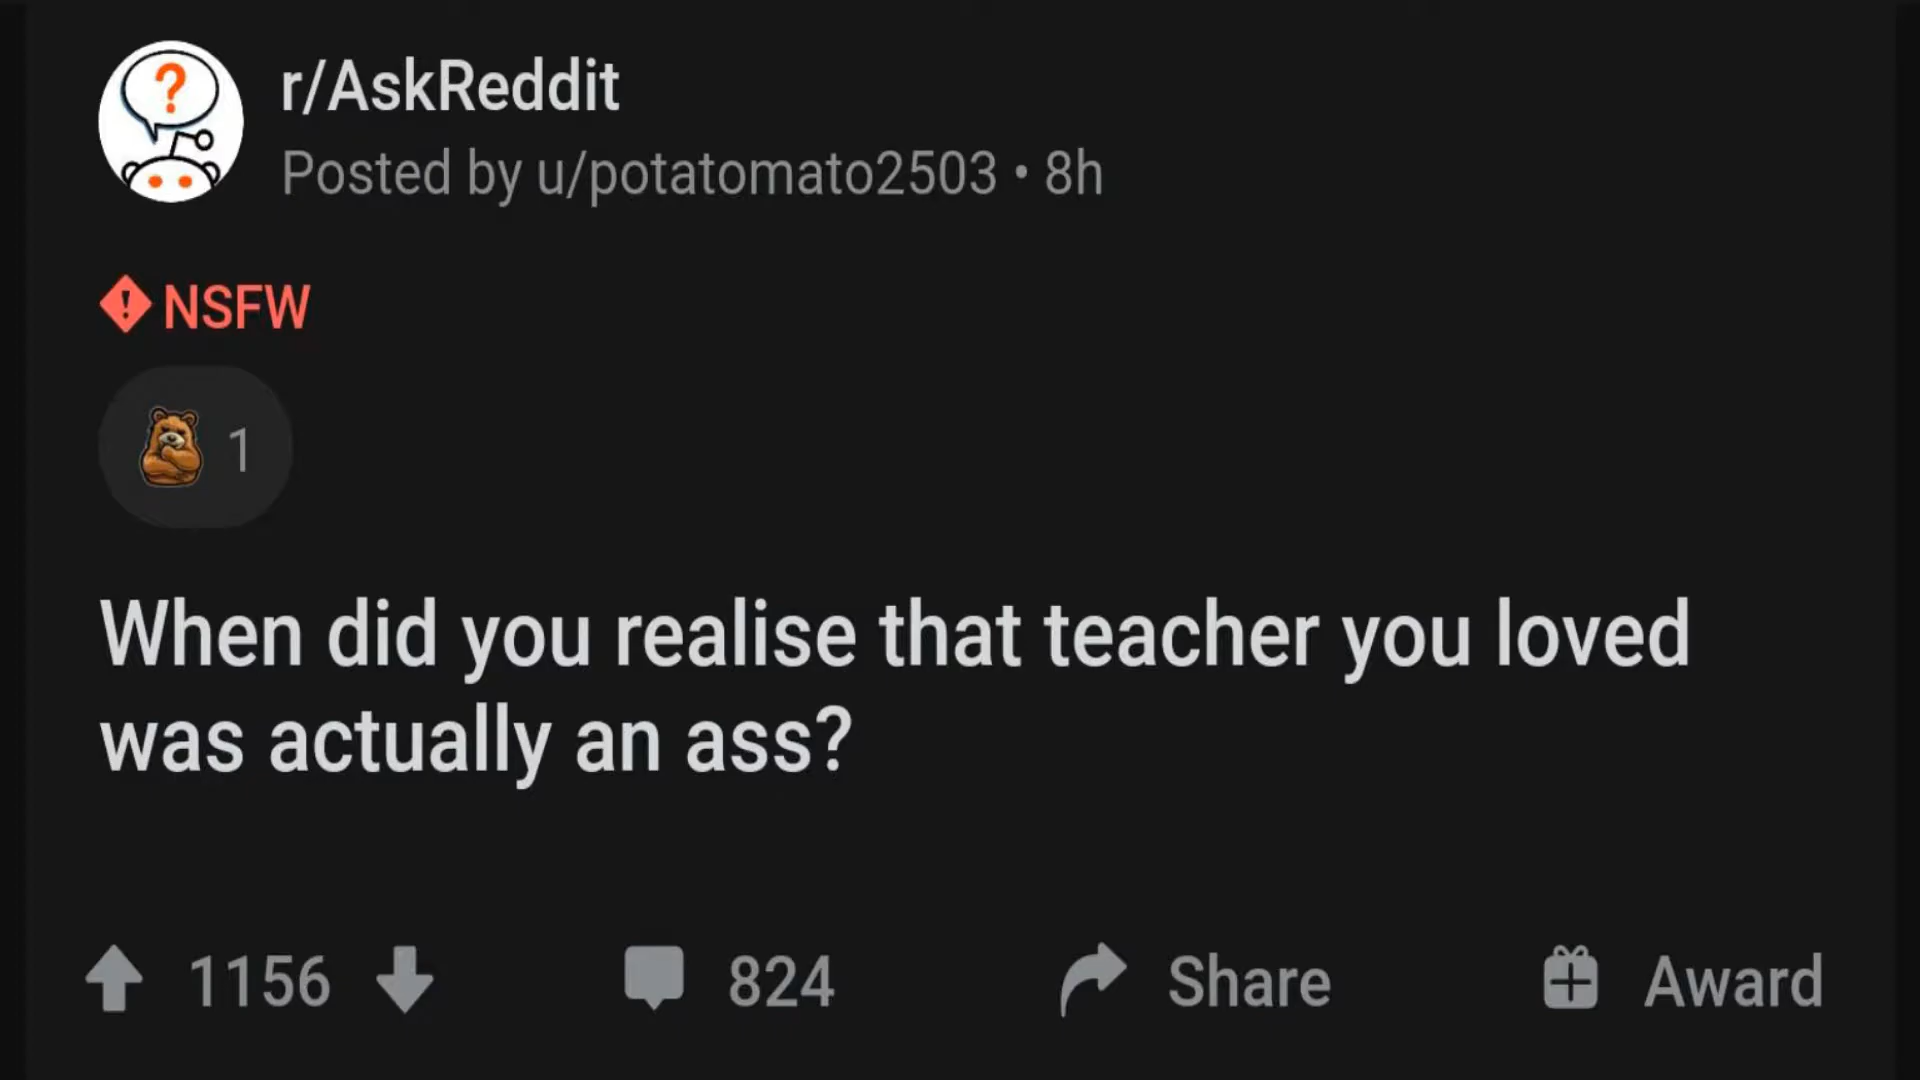 ?
r/AskReddit
Posted by u/potatomato2503 • 8h
! NSFW
1
When did you realise that teacher you loved
was actually an ass?
1156 824 Share Award